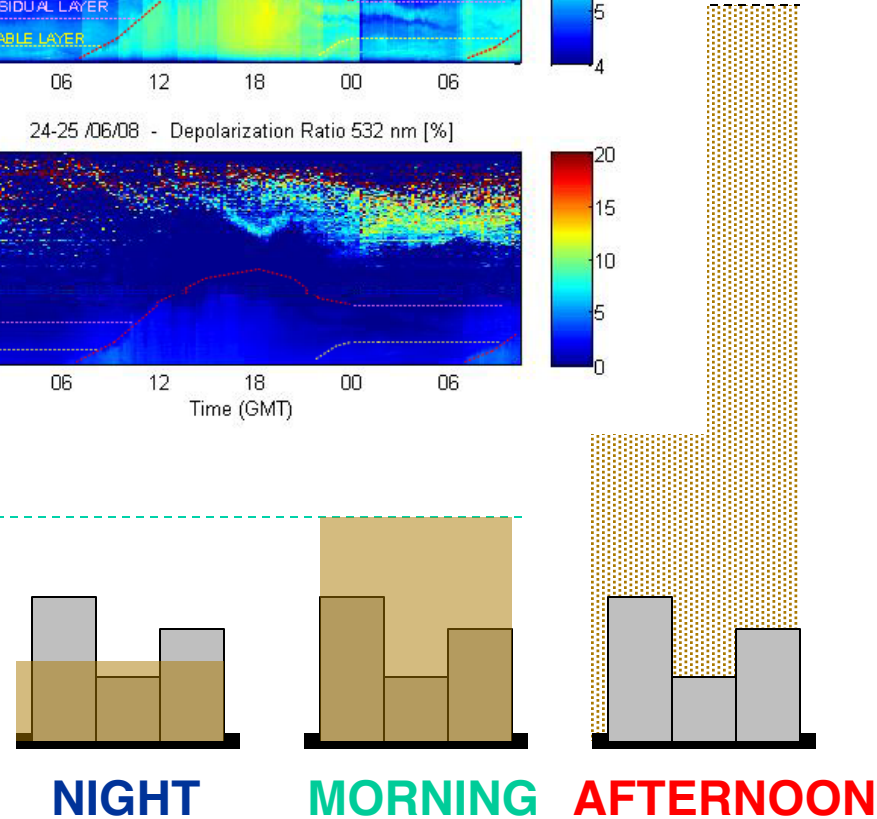 SIDUAL LAYER
ABLE LAYER
5
4
06 12 18 00 06
24-25 /06/08 - Depolarization Ratio 532 nm [%]
20
15
10
5
0
06 12 18 00 06
Time (GMT)
NIGHT MORNING AFTERNOON